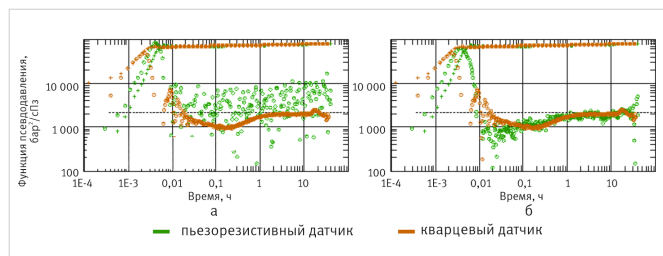 Функция псевдодавления,
бар²/сПз
10 000
1 000
100
1E-4
1E-3
0,01
0,1
1
10
100
Время, ч
а
10 000
1 000
100
1E-4
1E-3
0,01
0,1
1
10
100
Время, ч
б
пьезорезистивный датчик
кварцевый датчик